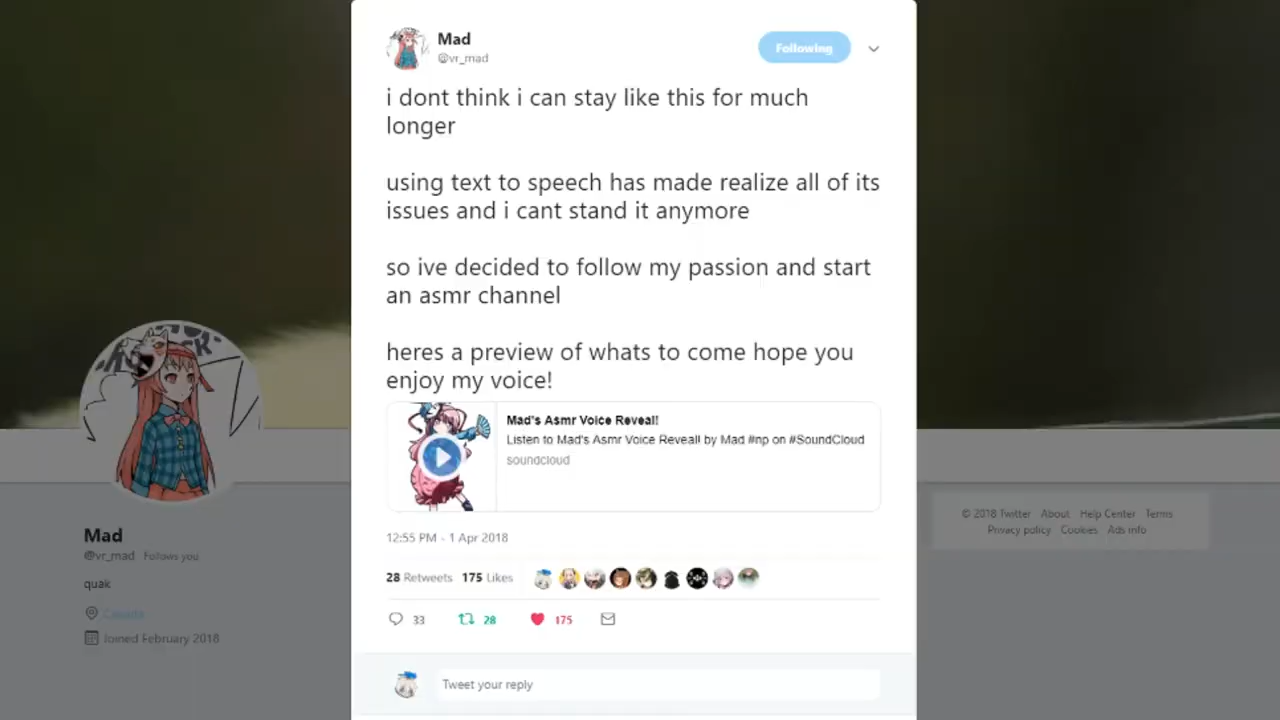 Mad
@vr_mad
Following
i dont think i can stay like this for much
longer
using text to speech has made realize all of its
issues and i cant stand it anymore
so ive decided to follow my passion and start
an asmr channel
heres a preview of whats to come hope you
enjoy my voice!
Mad's Asmr Voice Reveal!
Listen to Mad's Asmr Voice Reveal! by Mad #np on #SoundCloud
soundcloud
12:55 PM - 1 Apr 2018
28 Retweets 175 Likes
33 28 175
Tweet your reply
Mad
@vr_mad Follows you
quak
Canada
Joined February 2018
© 2018 Twitter About Help Center Terms
Privacy policy Cookies Ads info